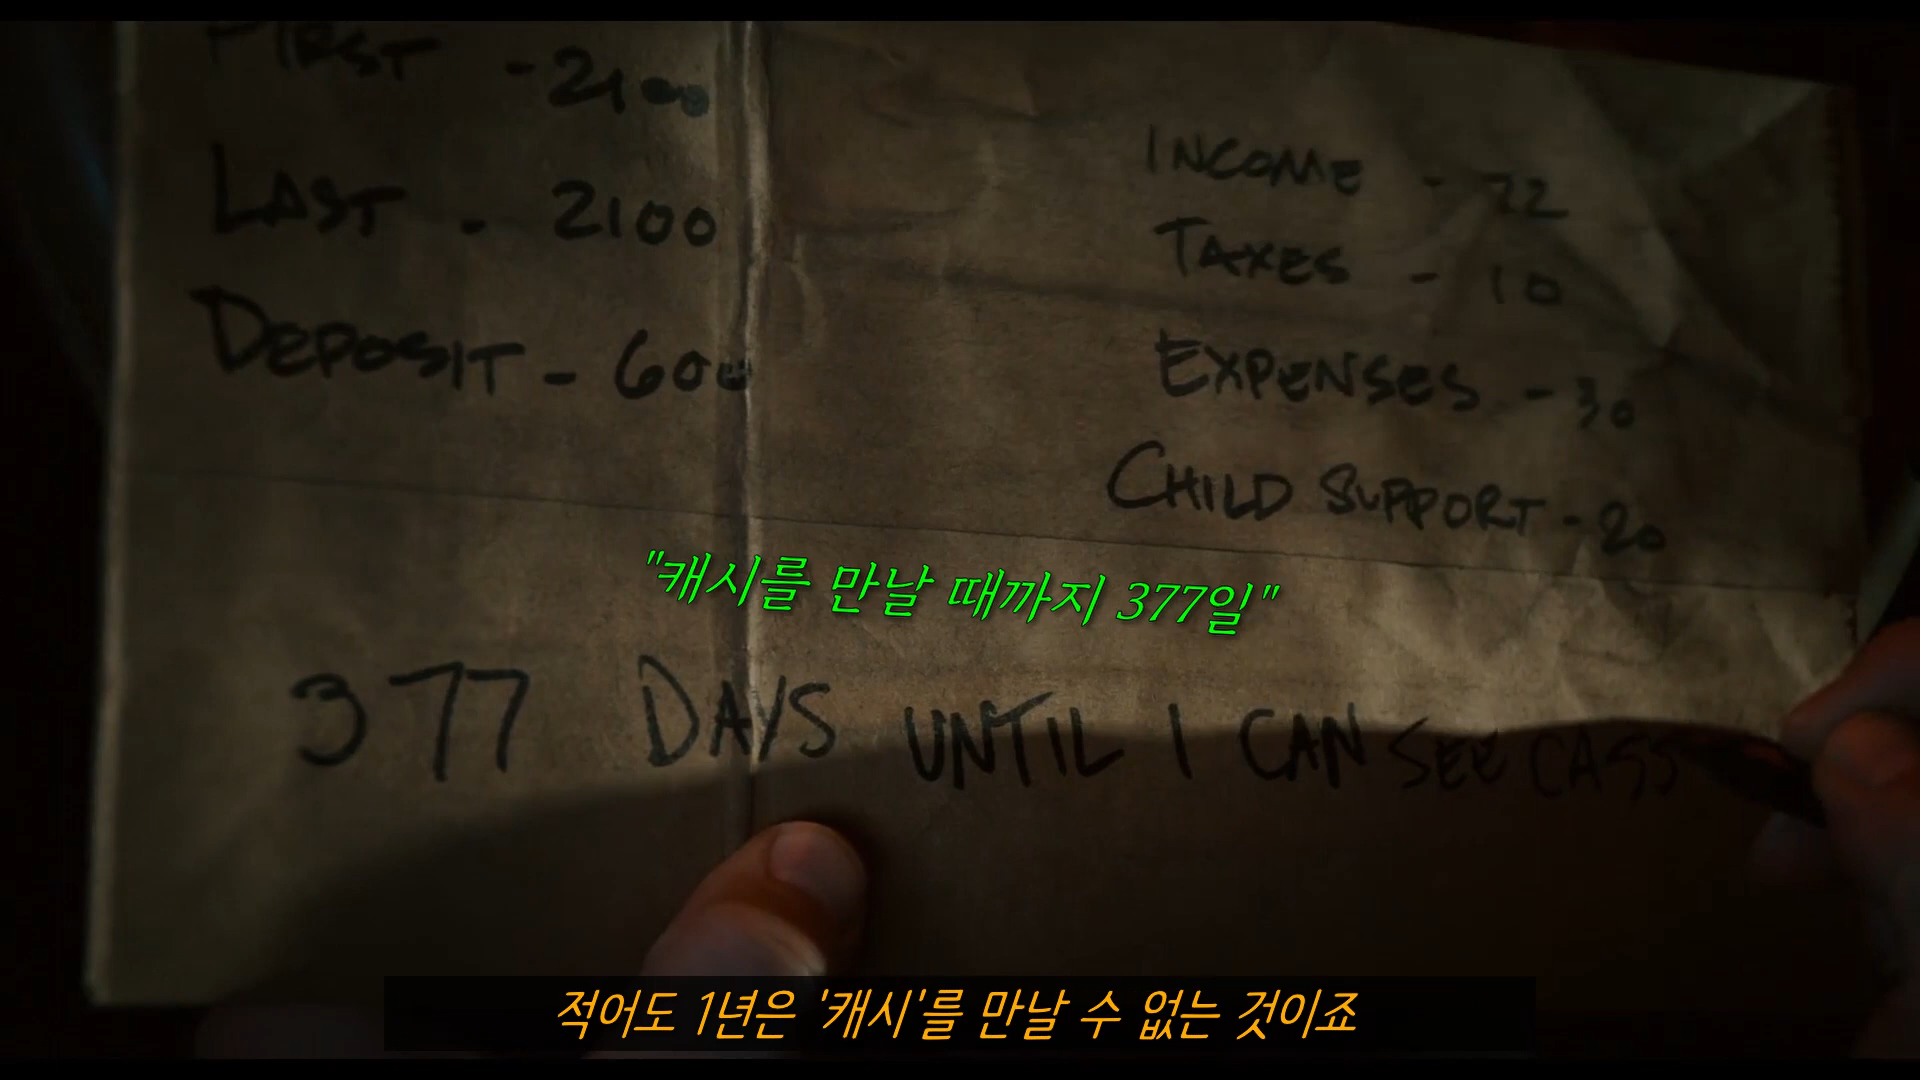 FIRST - 2100
LAST - 2100
DEPOSIT - 600
INCOME - 72
TAXES - 10
EXPENSES - 30
CHILD SUPPORT - 20
"캐시를 만날 때까지 377일"
377 DAYS UNTIL I CAN SEE CASS
적어도 1년은 '캐시'를 만날 수 없는 것이죠